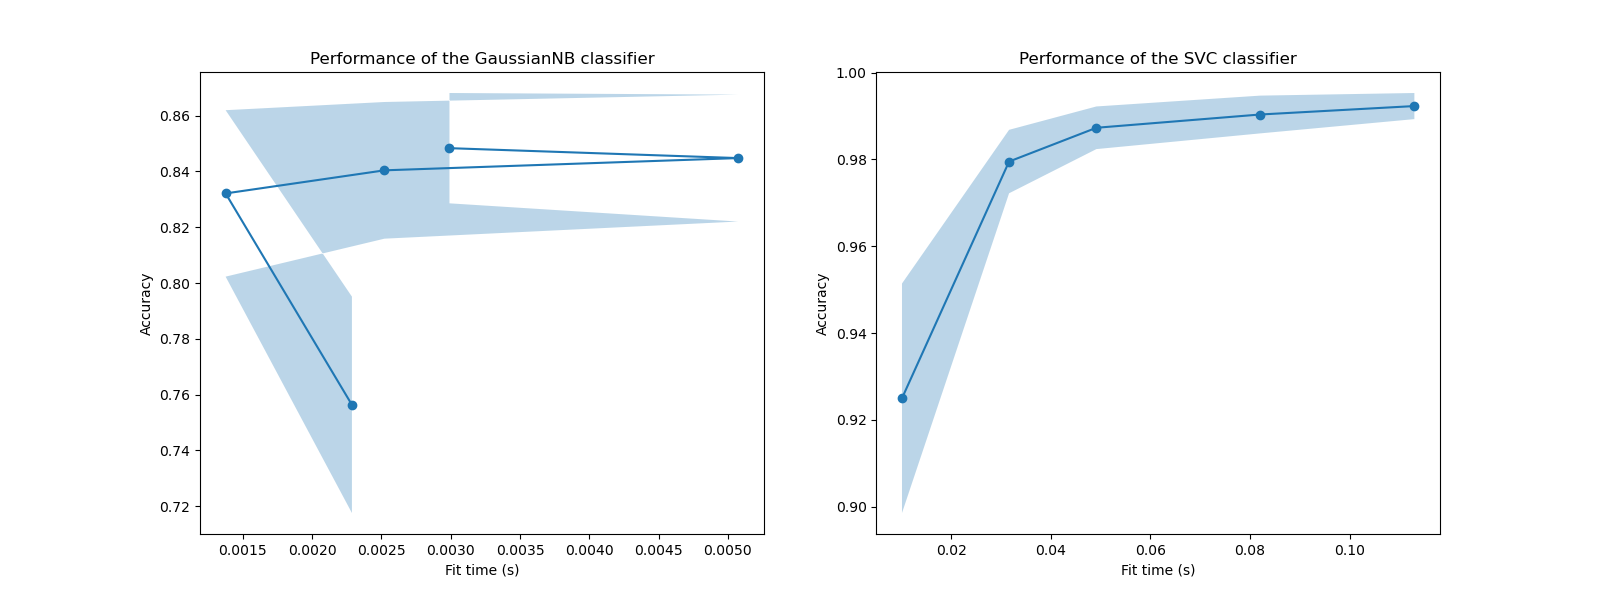 Performance of the GaussianNB classifier
Accuracy
0.86
0.84
0.82
0.80
0.78
0.76
0.74
0.72
0.0015 0.0020 0.0025 0.0030 0.0035 0.0040 0.0045 0.0050
Fit time (s)
Performance of the SVC classifier
Accuracy
1.00
0.98
0.96
0.94
0.92
0.90
0.02 0.04 0.06 0.08 0.10
Fit time (s)